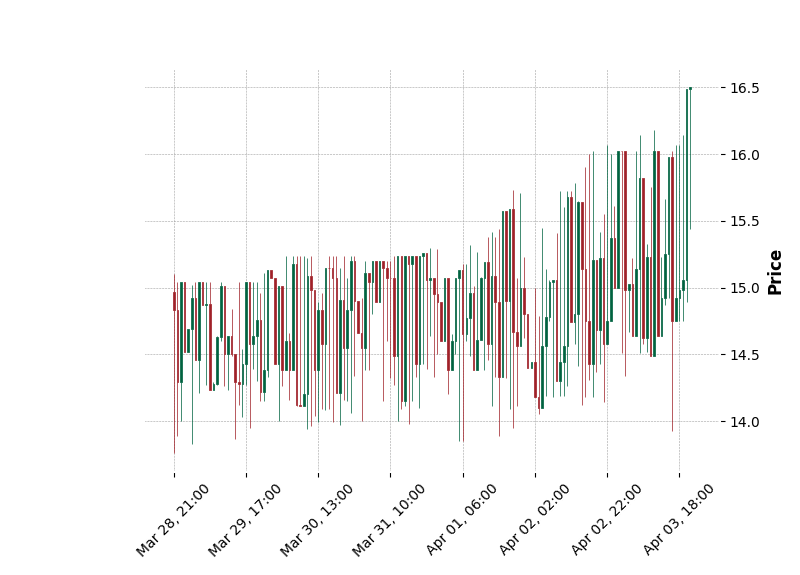 16.5
16.0
15.5
15.0
14.5
14.0
Price
Mar 28, 21:00
Mar 29, 17:00
Mar 30, 13:00
Mar 31, 10:00
Apr 01, 06:00
Apr 02, 02:00
Apr 02, 22:00
Apr 03, 18:00